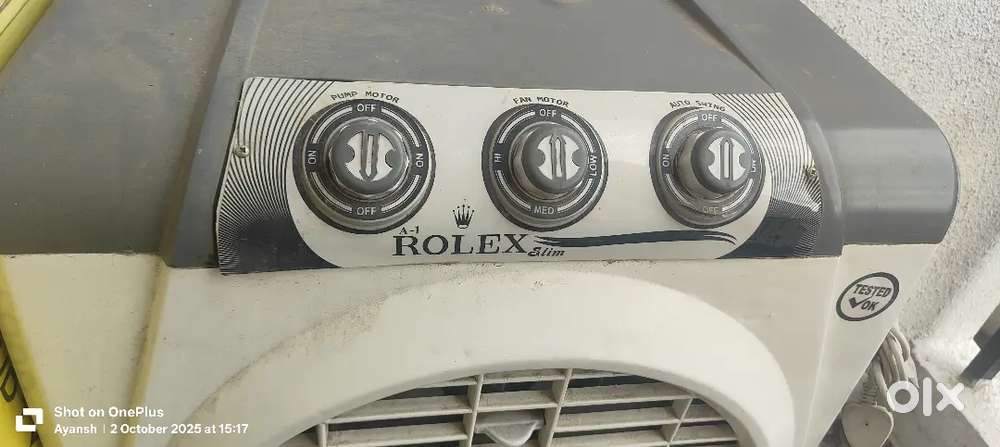 PUMP MOTOR
OFF
ON
ON
OFF
FAN MOTOR
OFF
HI
LOW
MED
AUTO SWING
OFF
ON
OFF
A-1
ROLEX
Slim
TESTED
OK
olx
Shot on OnePlus
Ayansh | 2 October 2025 at 15:17